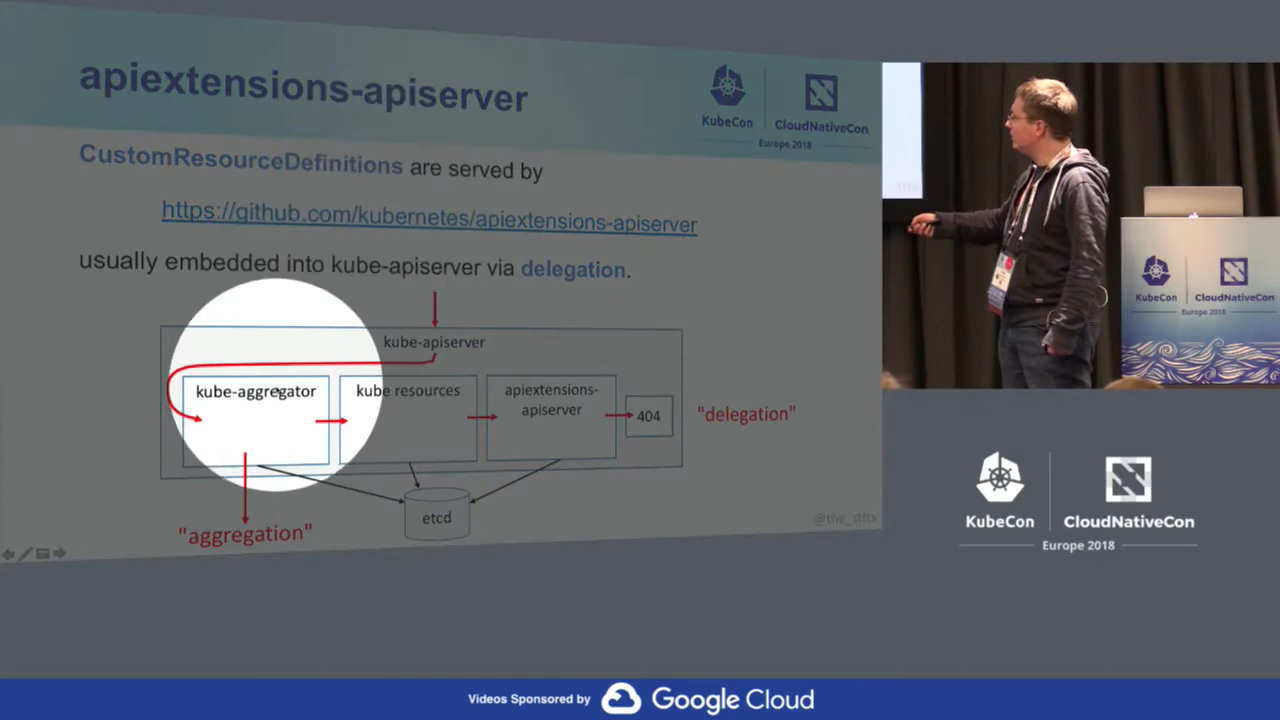 apiextensions-apiserver
KubeCon
CloudNativeCon
Europe 2018
CustomResourceDefinitions are served by
https://github.com/kubernetes/apiextensions-apiserver
usually embedded into kube-apiserver via delegation.
kube-apiserver
kube-aggregator
kube resources
apiextensions-
apiserver
404
"delegation"
etcd
"aggregation"
@the_sttts
KubeCon
CloudNativeCon
Europe 2018
KubeCon
CloudNativeCon
Europe 2018
Videos Sponsored by
Google Cloud